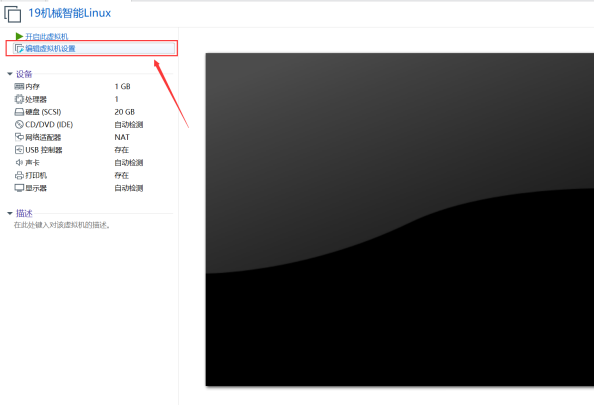 19机械智能Linux
开启此虚拟机
编辑虚拟机设置
设备
内存 1 GB
处理器 1
硬盘 (SCSI) 20 GB
CD/DVD (IDE) 自动检测
网络适配器 NAT
USB 控制器 存在
声卡 自动检测
打印机 存在
显示器 自动检测
描述
在此处键入对该虚拟机的描述。